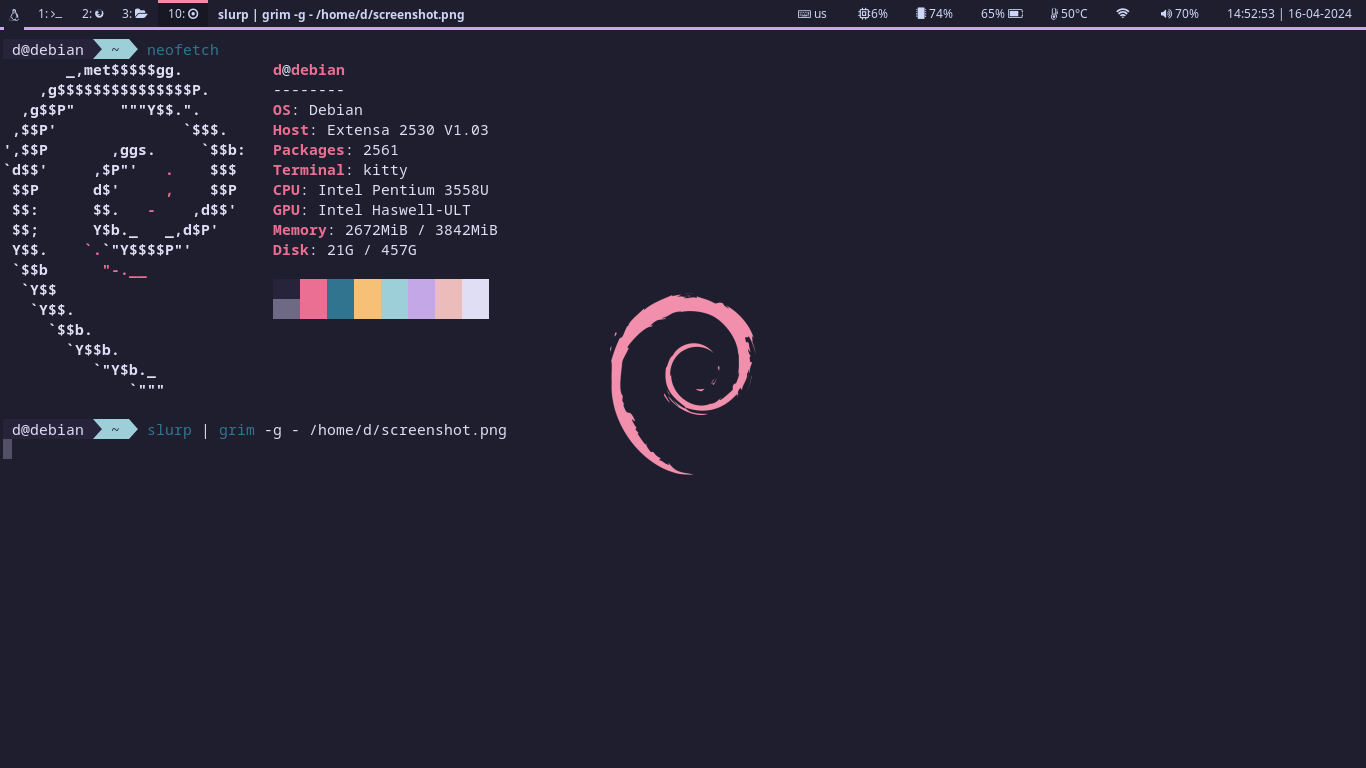 1: 2: 3: 10: slurp | grim -g - /home/d/screenshot.png us 6% 74% 65% 50°C 70% 14:52:53 | 16-04-2024
d@debian ~ neofetch
_,met$$$$$gg. d@debian
,g$$$$$$$$$$$$$$$P. --------
,g$$P" """Y$$.". OS: Debian
,$$P' `$$$. Host: Extensa 2530 V1.03
',$$P ,ggs. `$$b: Packages: 2561
`d$$' ,$P"' . $$$ Terminal: kitty
$$P d$' , $$P CPU: Intel Pentium 3558U
$$: $$. - ,d$$' GPU: Intel Haswell-ULT
$$; Y$b._ _,d$P' Memory: 2672MiB / 3842MiB
Y$$. `.`"Y$$$$P"' Disk: 21G / 457G
`$$b "-.__
`Y$$
`Y$$.
`$$b.
`Y$$b.
`"Y$b._
`"""
d@debian ~ slurp | grim -g - /home/d/screenshot.png